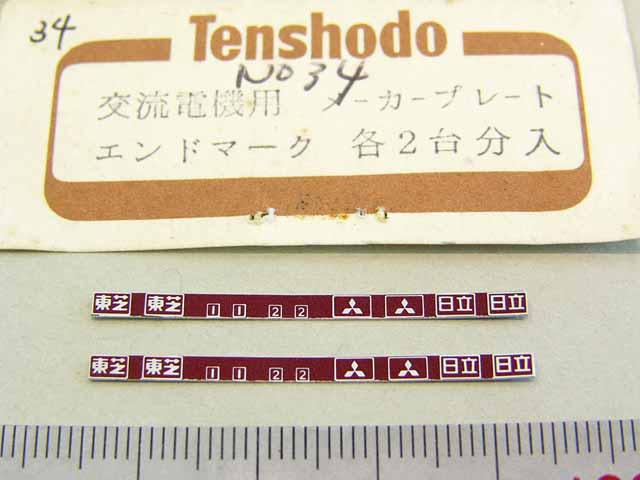 34
Tenshodo
No 34
交流電機用 メーカープレート
エンドマーク 各2台分入
東芝 東芝 1 1 2 2 日立 日立
東芝 東芝 1 1 2 2 日立 日立